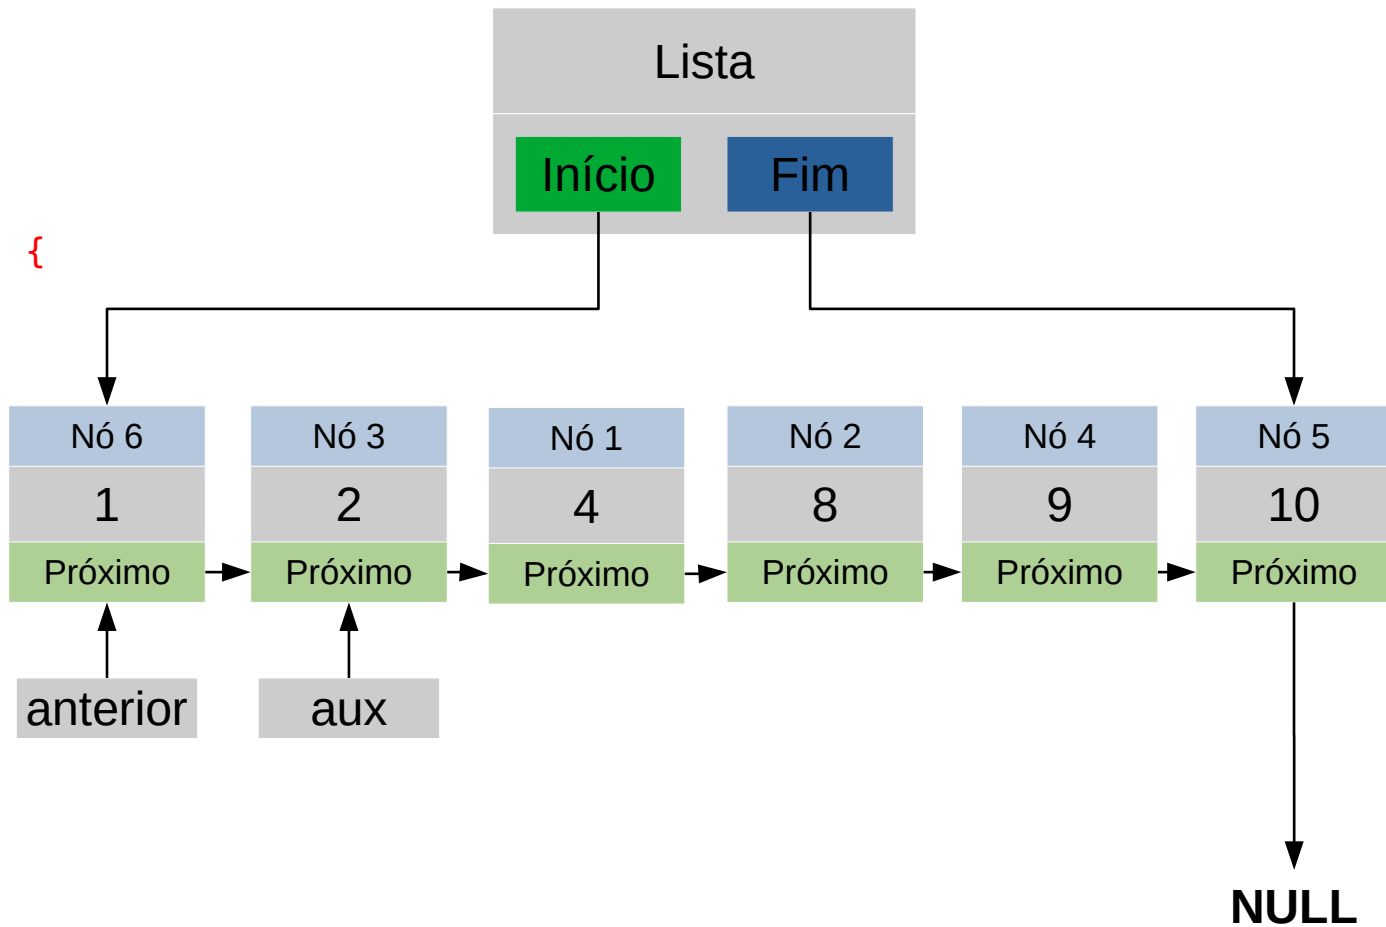 Lista
Início Fim
{
Nó 6 Nó 3 Nó 1 Nó 2 Nó 4 Nó 5
1 2 4 8 9 10
Próximo Próximo Próximo Próximo Próximo Próximo
anterior aux
NULL